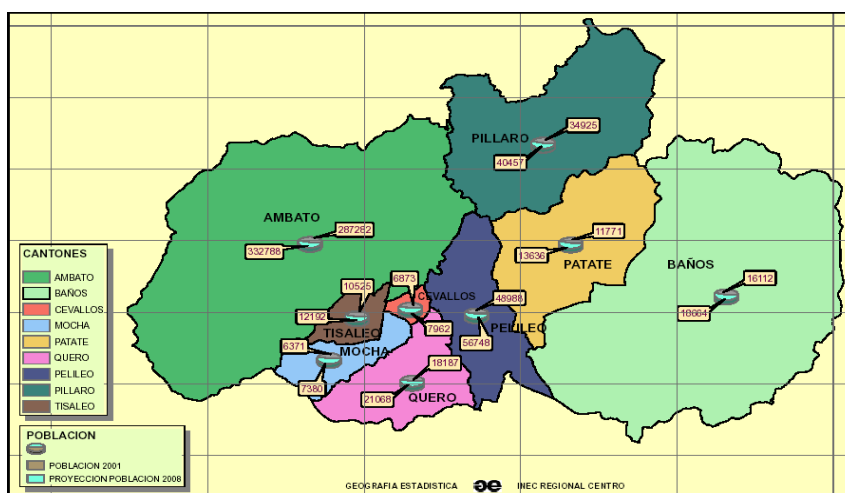 PILLARO
34925
40457
AMBATO
287282
332788
11771
13636
PATATE
BAÑOS
16112
18664
CANTONES
AMBATO
BAÑOS
CEVALLOS
MOCHA
PATATE
QUERO
PELILEO
PILLARO
TISALEO
10525
12192
TISALEO
6873
CEVALLOS
7962
48988
PELILEO
56748
6371
MOCHA
7380
18187
21068
QUERO
POBLACION
POBLACION 2001
PROYECCION POBLACION 2008
GEOGRAFIA ESTADISTICA INEC REGIONAL CENTRO